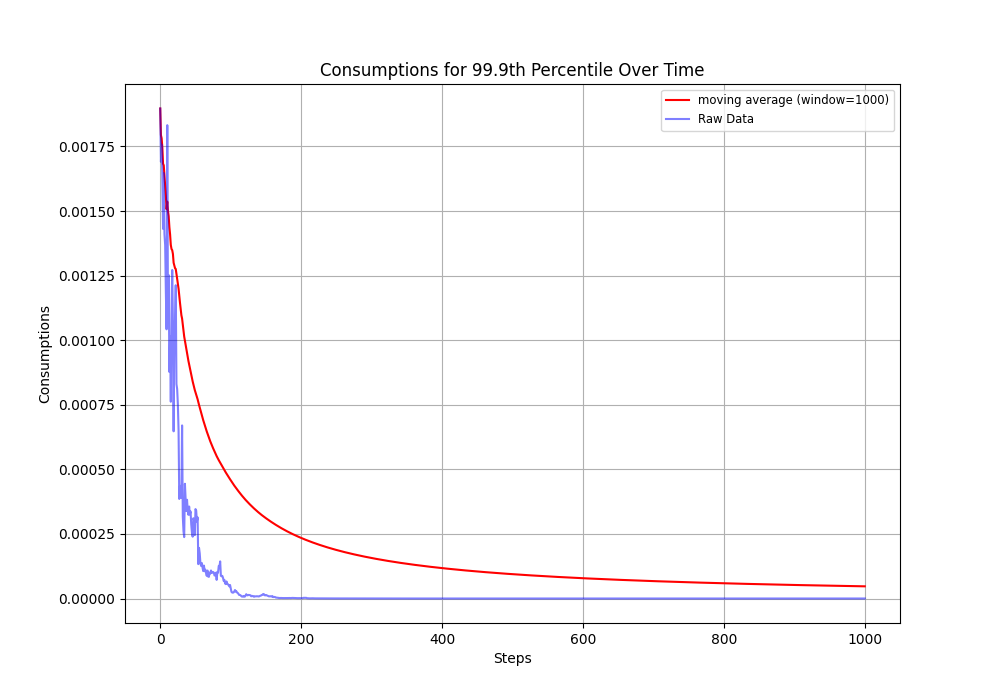 Consumptions for 99.9th Percentile Over Time
moving average (window=1000)
Raw Data
0.00175
0.00150
0.00125
0.00100
0.00075
0.00050
0.00025
0.00000
Consumptions
0 200 400 600 800 1000
Steps